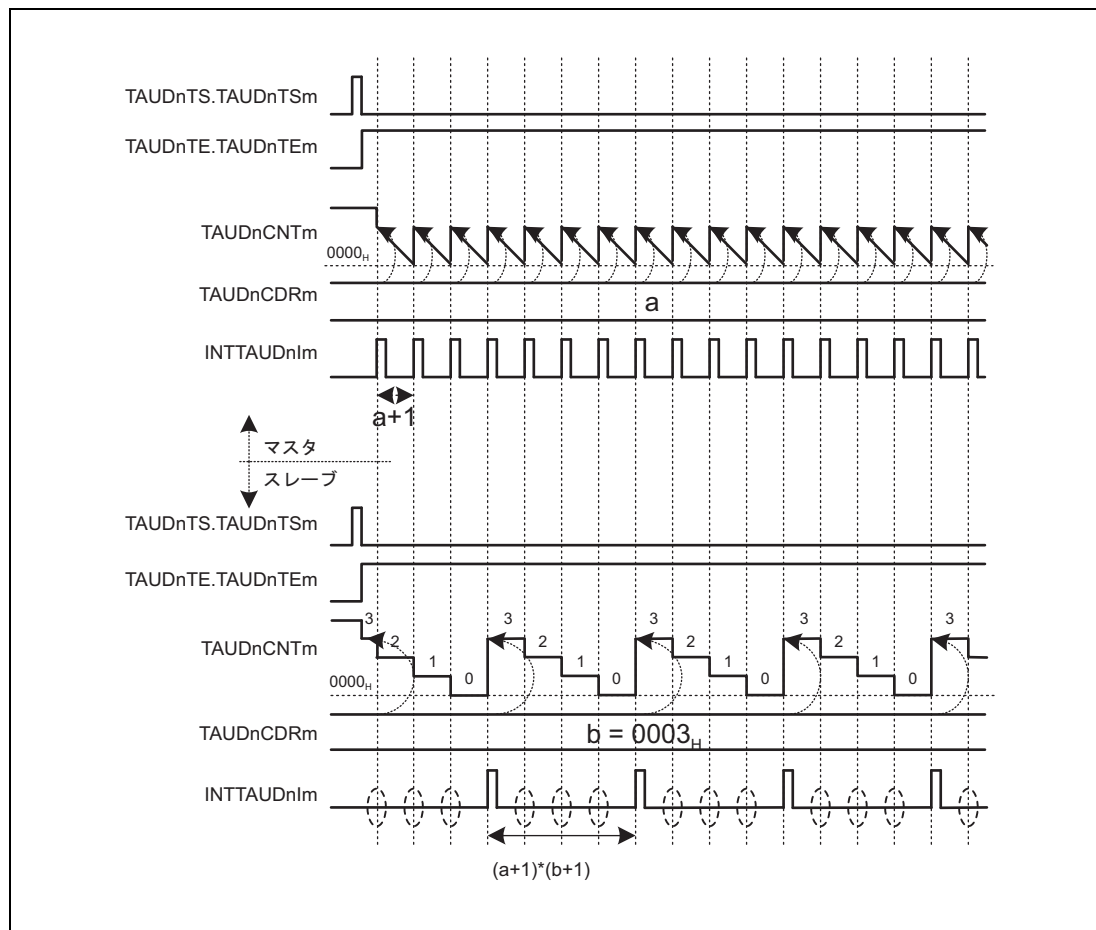 TAUDnTS.TAUDnTSm
TAUDnTE.TAUDnTEm
TAUDnCNTm
0000H
TAUDnCDRm
a
INTTAUDnIm
a+1
マスタ
スレーブ
TAUDnTS.TAUDnTSm
TAUDnTE.TAUDnTEm
3 3 3 3 3
TAUDnCNTm
2 2 2 2
1 1 1 1
0 0 0 0
0000H
TAUDnCDRm
b = 0003H
INTTAUDnIm
(a+1)*(b+1)